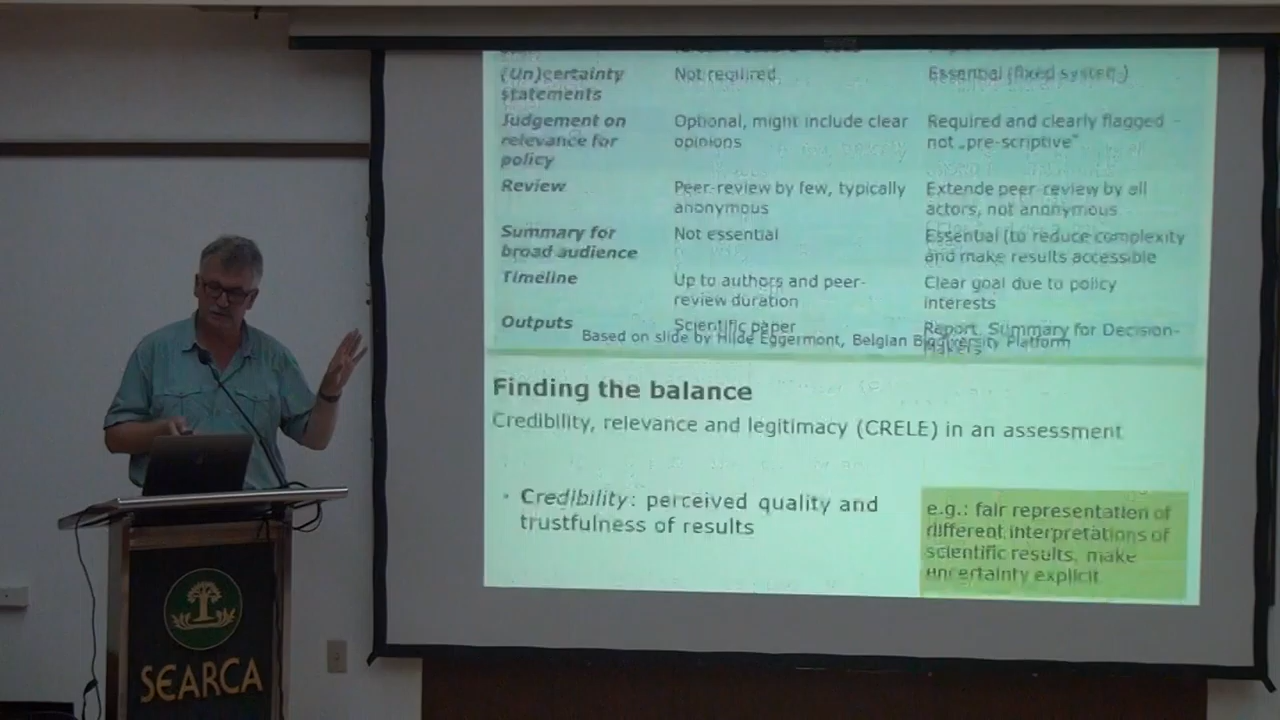 (Un)certainty
statements
Not required
Essential (fixed system)
Judgement on
relevance for
policy
Optional, might include clear
opinions
Required and clearly flagged –
not „pre-scriptive“
Review
Peer-review by few, typically
anonymous
Extende peer-review by all
actors, not anonymous
Summary for
broad audience
Not essential
Essential (to reduce complexity
and make results accessible
Timeline
Up to authors and peer-
review duration
Clear goal due to policy
interests
Outputs
Scientific paper
Report, Summary for Decision-
Makers
Based on slide by Hilde Eggermont, Belgian Biodiversity Platform
Finding the balance
Credibility, relevance and legitimacy (CRELE) in an assessment
• Credibility: perceived quality and
trustfulness of results
e.g.: fair representation of
different interpretations of
scientific results, make
uncertainty explicit
SEARCA